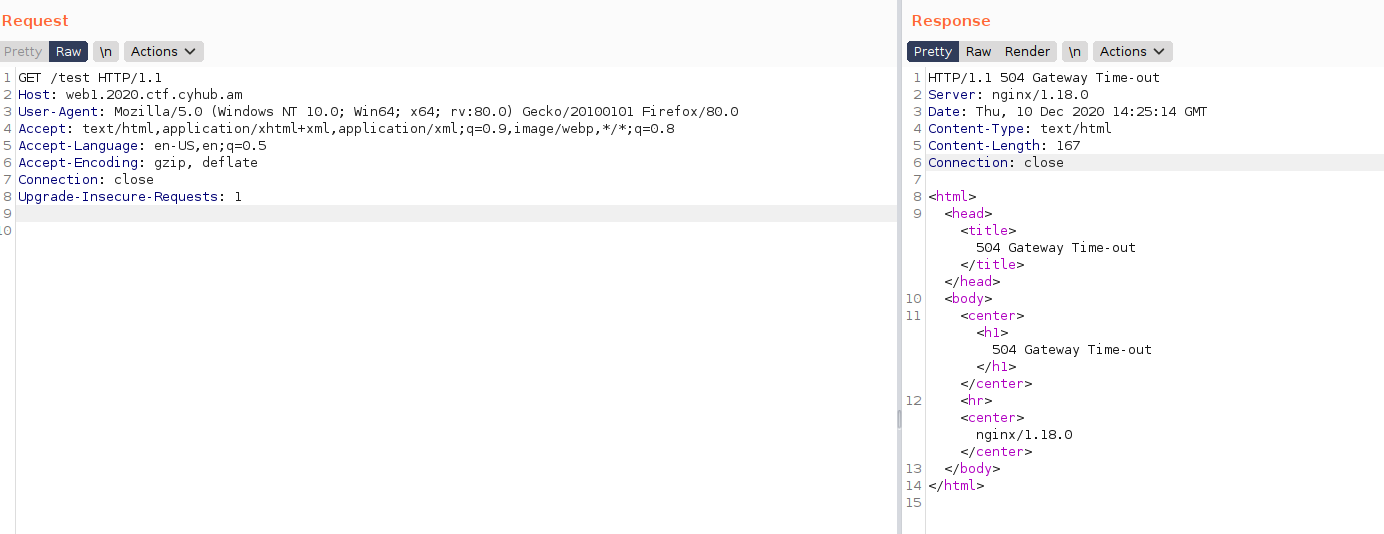 Request
Pretty Raw \n Actions
1 GET /test HTTP/1.1
2 Host: web1.2020.ctf.cyhub.am
3 User-Agent: Mozilla/5.0 (Windows NT 10.0; Win64; x64; rv:80.0) Gecko/20100101 Firefox/80.0
4 Accept: text/html,application/xhtml+xml,application/xml;q=0.9,image/webp,*/*;q=0.8
5 Accept-Language: en-US,en;q=0.5
6 Accept-Encoding: gzip, deflate
7 Connection: close
8 Upgrade-Insecure-Requests: 1
9
10
Response
Pretty Raw Render \n Actions
1 HTTP/1.1 504 Gateway Time-out
2 Server: nginx/1.18.0
3 Date: Thu, 10 Dec 2020 14:25:14 GMT
4 Content-Type: text/html
5 Content-Length: 167
6 Connection: close
7
8 <html>
9 <head>
<title>
504 Gateway Time-out
</title>
</head>
10 <body>
11 <center>
<h1>
504 Gateway Time-out
</h1>
</center>
12 <hr>
<center>
nginx/1.18.0
</center>
13 </body>
14 </html>
15